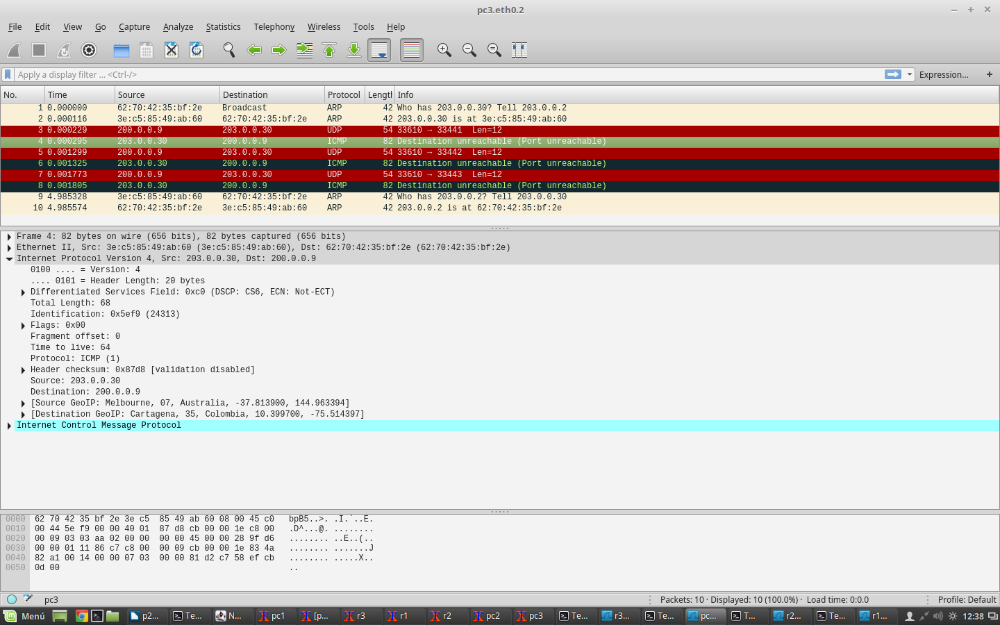 pc3.eth0.2
File Edit View Go Capture Analyze Statistics Telephony Wireless Tools Help
Apply a display filter ... <Ctrl-/> Expression... +
No. Time Source Destination Protocol Length Info
1 0.000000 62:70:42:35:bf:2e Broadcast ARP 42 Who has 203.0.0.30? Tell 203.0.0.2
2 0.000116 3e:c5:85:49:ab:60 62:70:42:35:bf:2e ARP 42 203.0.0.30 is at 3e:c5:85:49:ab:60
3 0.000229 200.0.0.9 203.0.0.30 UDP 54 33610 → 33441 Len=12
4 0.000295 203.0.0.30 200.0.0.9 ICMP 82 Destination unreachable (Port unreachable)
5 0.001299 200.0.0.9 203.0.0.30 UDP 54 33610 → 33442 Len=12
6 0.001325 203.0.0.30 200.0.0.9 ICMP 82 Destination unreachable (Port unreachable)
7 0.001773 200.0.0.9 203.0.0.30 UDP 54 33610 → 33443 Len=12
8 0.001805 203.0.0.30 200.0.0.9 ICMP 82 Destination unreachable (Port unreachable)
9 4.985328 3e:c5:85:49:ab:60 62:70:42:35:bf:2e ARP 42 Who has 203.0.0.2? Tell 203.0.0.30
10 4.985574 62:70:42:35:bf:2e 3e:c5:85:49:ab:60 ARP 42 203.0.0.2 is at 62:70:42:35:bf:2e
Frame 4: 82 bytes on wire (656 bits), 82 bytes captured (656 bits)
Ethernet II, Src: 3e:c5:85:49:ab:60 (3e:c5:85:49:ab:60), Dst: 62:70:42:35:bf:2e (62:70:42:35:bf:2e)
Internet Protocol Version 4, Src: 203.0.0.30, Dst: 200.0.0.9
0100 .... = Version: 4
.... 0101 = Header Length: 20 bytes
Differentiated Services Field: 0xc0 (DSCP: CS6, ECN: Not-ECT)
Total Length: 68
Identification: 0x5ef9 (24313)
Flags: 0x00
Fragment offset: 0
Time to live: 64
Protocol: ICMP (1)
Header checksum: 0x87d8 [validation disabled]
Source: 203.0.0.30
Destination: 200.0.0.9
[Source GeoIP: Melbourne, 07, Australia, -37.813900, 144.963394]
[Destination GeoIP: Cartagena, 35, Colombia, 10.399700, -75.514397]
Internet Control Message Protocol
0000 62 70 42 35 bf 2e 3e c5 85 49 ab 60 08 00 45 c0 bpB5..>. .I.`..E.
0010 00 44 5e f9 00 00 40 01 87 d8 cb 00 00 1e c8 00 .D^...@. ........
0020 00 09 03 03 aa 02 00 00 00 00 45 00 00 28 9f d6 ........ ..E..(..
0030 00 00 01 11 86 c7 c8 00 00 09 cb 00 00 1e 83 4a ........ .......J
0040 82 a1 00 14 00 00 07 03 00 00 81 d2 c7 58 ef cb ........ .....X..
0050 0d 00 ..
pc3 Packets: 10 · Displayed: 10 (100.0%) · Load time: 0:0.0 Profile: Default
Menú p2... Te... N... pc1 [p... r3 r1 r2 pc2 pc3 Te... r3... Te... pc... T... r2... Te... r1... 12:38